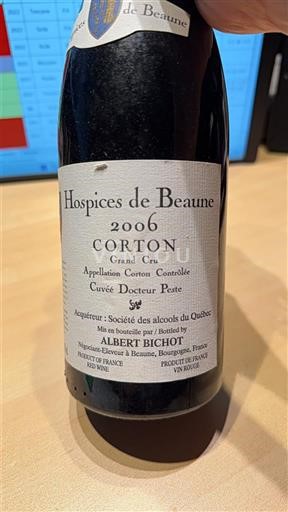 de Beaune
Hospices de Beaune
2006
CORTON
Grand Cru
Appellation Corton Contrôlée
Cuvée Docteur Peste
Acquéreur : Société des alcools du Québec
Mis en bouteille par / Bottled by
ALBERT BICHOT
Négociant-Eleveur à Beaune, Bourgogne, France
PRODUCT OF FRANCE PRODUIT DE FRANCE
RED WINE VIN ROUGE